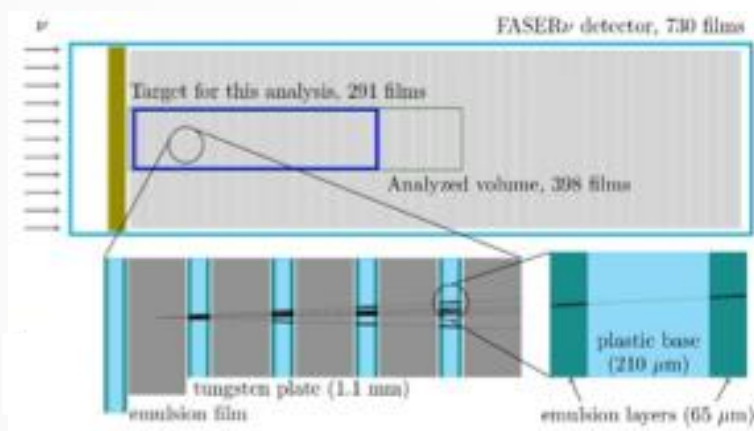 ν
FASERν detector, 730 films
Target for this analysis, 291 films
Analyzed volume, 398 films
plastic base
(210 μm)
tungsten plate (1.1 mm)
emulsion film
emulsion layers (65 μm)